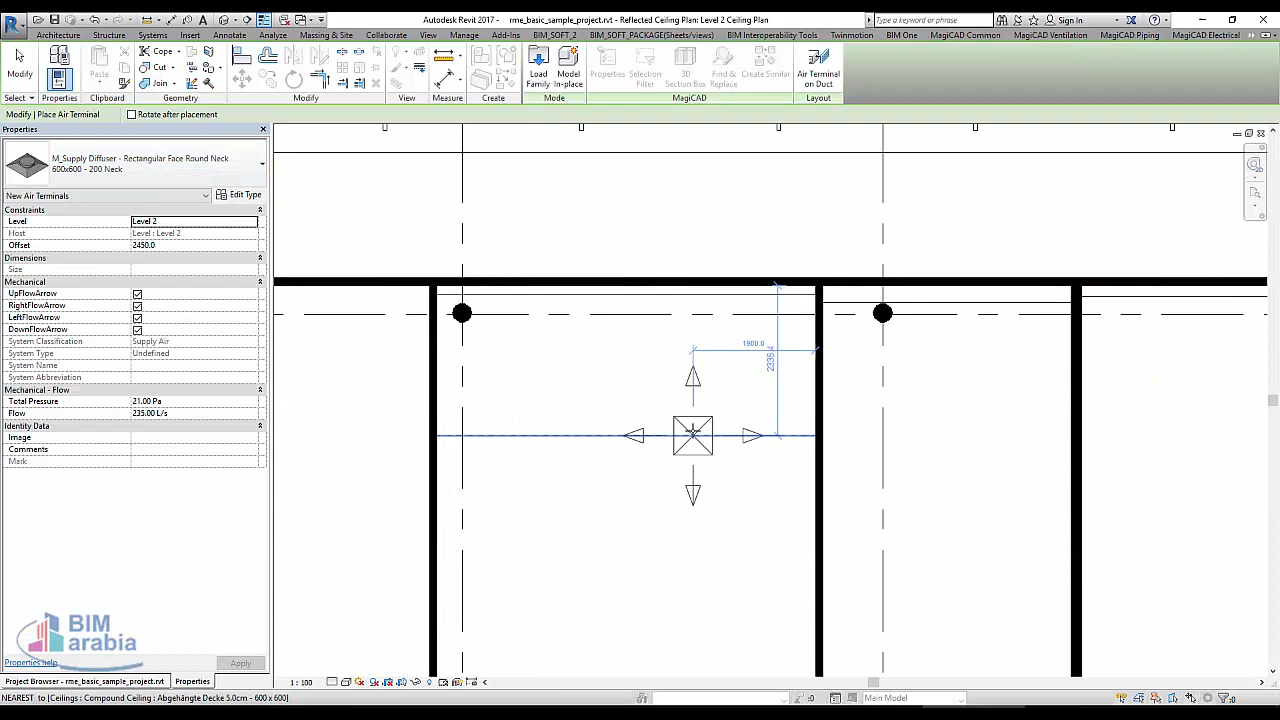 Autodesk Revit 2017 - rme_basic_sample_project.rvt - Reflected Ceiling Plan: Level 2 Ceiling Plan
Type a keyword or phrase
Sign In
Architecture Structure Systems Insert Annotate Analyze Massing & Site Collaborate View Manage Add-Ins BIM_SOFT_2 BIM_SOFT_PACKAGE(Sheets/views) BIM Interoperability Tools Twinmotion BIM One MagiCAD Common MagiCAD Ventilation MagiCAD Piping MagiCAD Electrical
Modify
Paste
Cope
Cut
Join
Load Family
Model In-place
Properties
Selection Filter
3D Section Box
Find & Replace
Create Similar
Air Terminal on Duct
Select Properties Clipboard Geometry Modify View Measure Create Mode MagiCAD Layout
Modify | Place Air Terminal
Rotate after placement
Properties
M_Supply Diffuser - Rectangular Face Round Neck
600x600 - 200 Neck
New Air Terminals
Edit Type
Constraints
Level Level 2
Host Level : Level 2
Offset 2450.0
Dimensions
Size
Mechanical
UpFlowArrow
RightFlowArrow
LeftFlowArrow
DownFlowArrow
System Classification Supply Air
System Type Undefined
System Name
System Abbreviation
Mechanical - Flow
Total Pressure 21.00 Pa
Flow 235.00 L/s
Identity Data
Image
Comments
Mark
1900.0
2336.4
BIM
arabia
Properties help
Apply
Project Browser - rme_basic_sample_project.rvt
Properties
1 : 100
NEAREST to [Ceilings : Compound Ceiling : Abgehängte Decke 5.0cm - 600 x 600]
:0
Main Model
:0